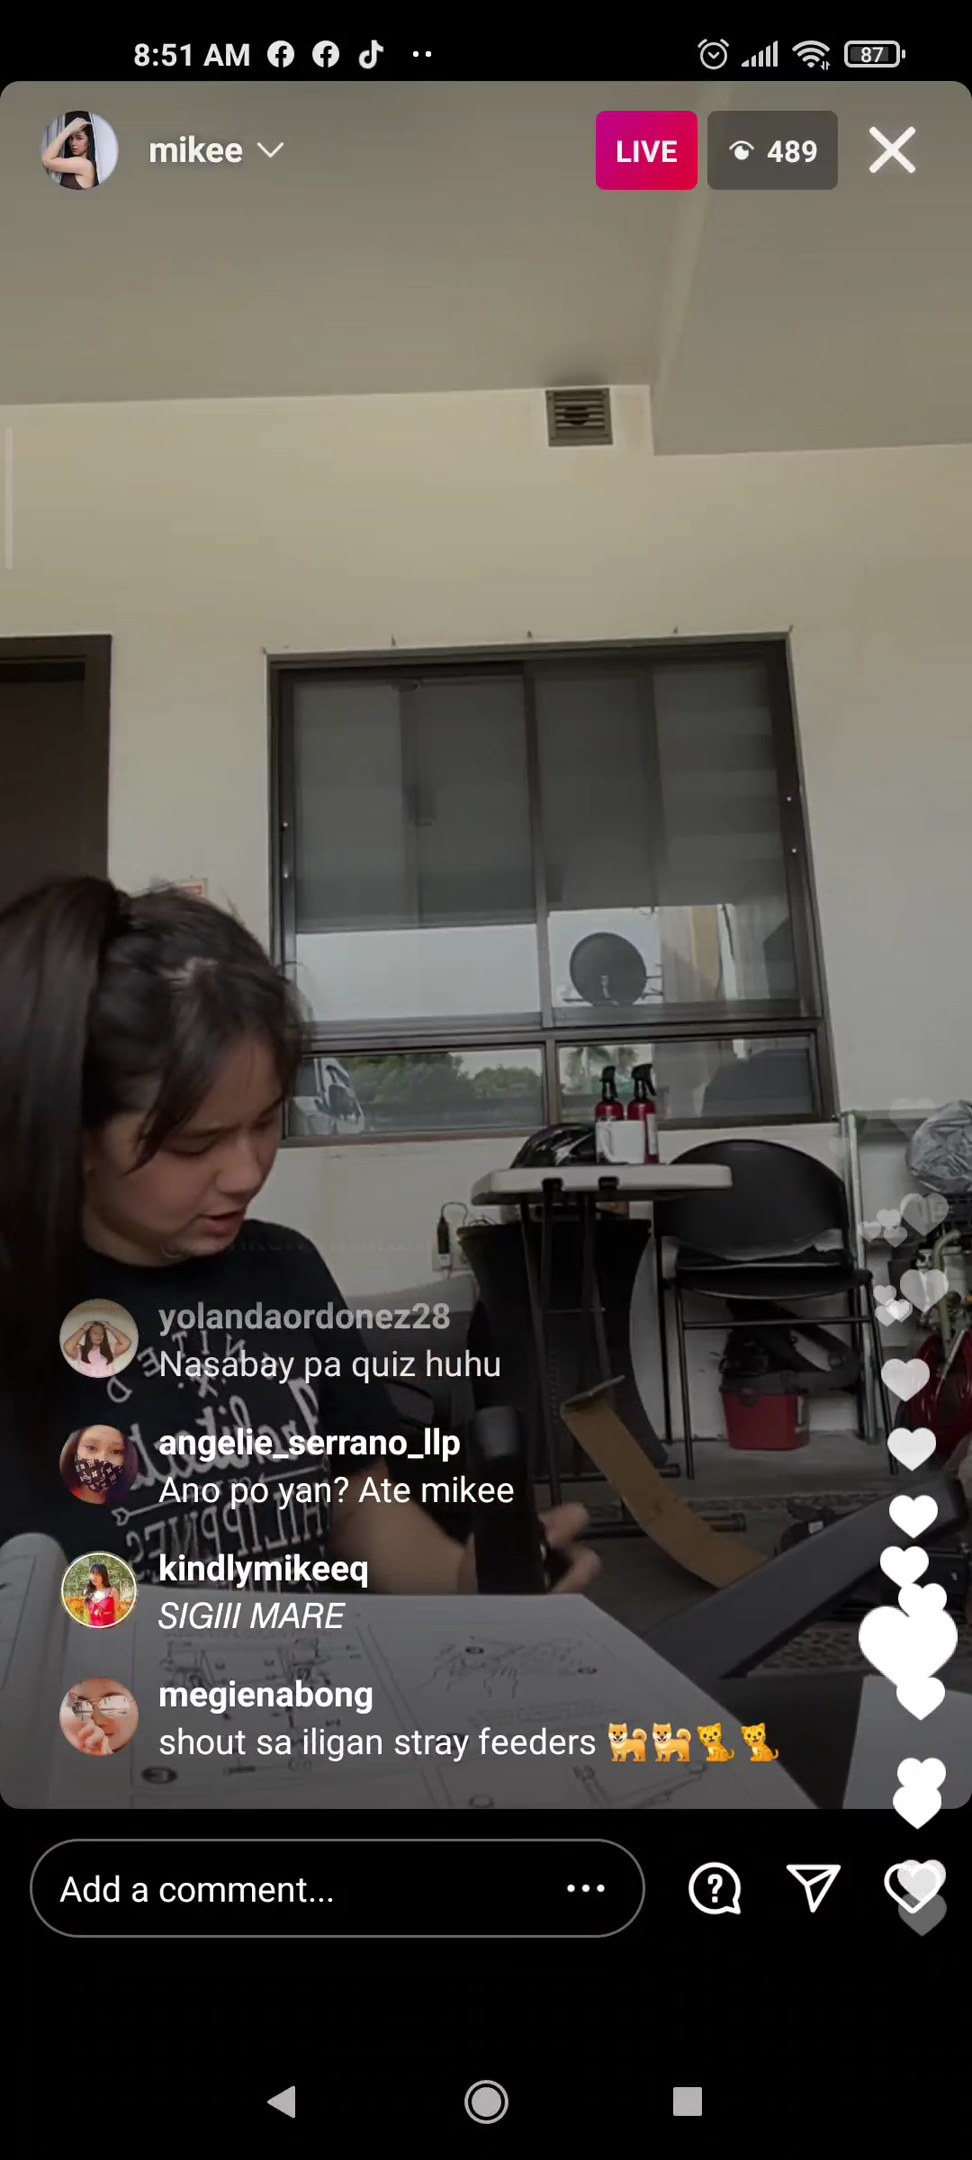 8:51 AM
87
mikee
LIVE
489
yolandaordonez28
Nasabay pa quiz huhu
angelie_serrano_llp
Ano po yan? Ate mikee
kindlymikeeq
SIGIII MARE
megienabong
shout sa iligan stray feeders 🐕🐕🐈🐈
Add a comment...